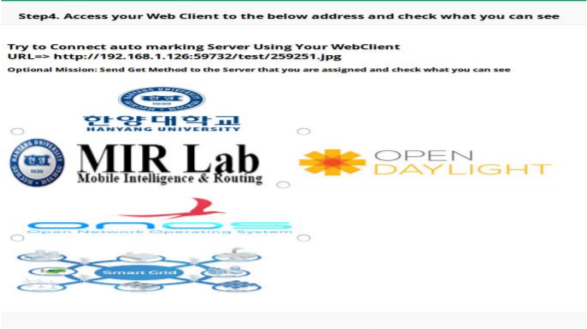 Step4. Access your Web Client to the below address and check what you can see
Try to Connect auto marking Server Using Your WebClient
URL=> http://192.168.1.126:59732/test/259251.jpg
Optional Mission: Send Get Method to the Server that you are assigned and check what you can see
한양대학교
HANYANG UNIVERSITY
MIR Lab
Mobile Intelligence & Routing
OPEN
DAYLIGHT
onos
Open Network Operating System
Smart Grid